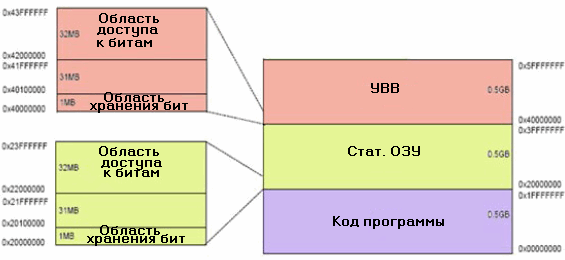 0x43FFFFFF
Область
доступа
к битам
32MB
0x42000000
0x41FFFFFF
31MB
0x40100000
Область
хранения бит
1MB
0x40000000
0x23FFFFFF
Область
доступа
к битам
32MB
0x22000000
0x21FFFFFF
31MB
0x20100000
Область
хранения бит
1MB
0x20000000
0x5FFFFFFF
УВВ
0.5GB
0x40000000
0x3FFFFFFF
Стат. ОЗУ
0.5GB
0x20000000
0x1FFFFFFF
Код программы
0.5GB
0x00000000